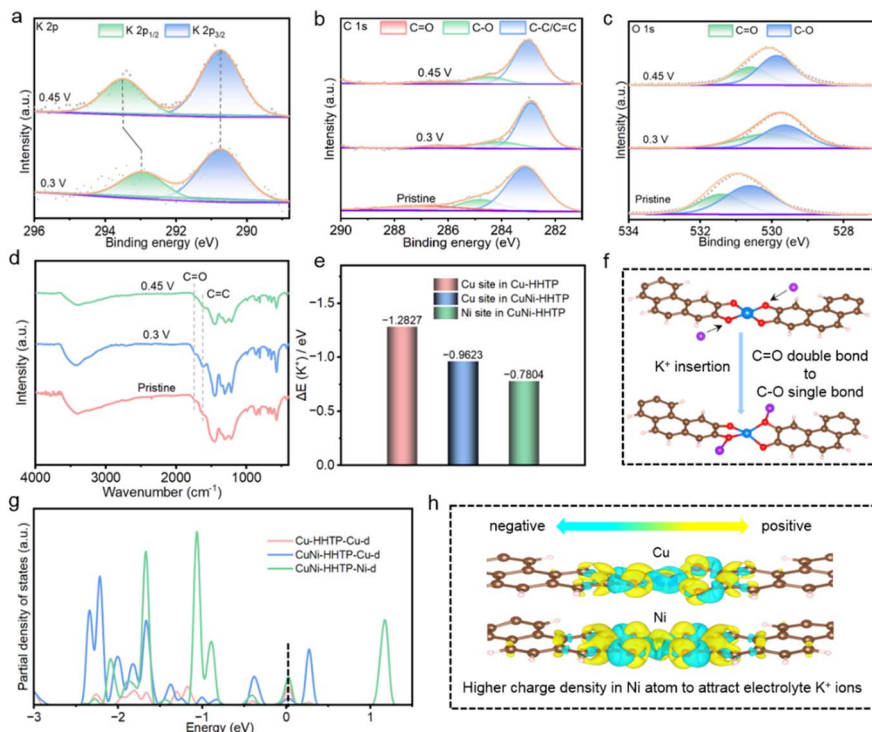 a
K 2p
K 2p1/2
K 2p3/2
0.45 V
0.3 V
Intensity (a.u.)
296 294 292 290
Binding energy (eV)
b
C 1s
C=O
C-O
C-C/C=C
0.45 V
0.3 V
Pristine
Intensity (a.u.)
290 288 286 284 282
Binding energy (eV)
c
O 1s
C=O
C-O
0.45 V
0.3 V
Pristine
Intensity (a.u.)
534 532 530 528
Binding energy (eV)
d
C=O
C=C
0.45 V
0.3 V
Pristine
Intensity (a.u.)
4000 3000 2000 1000
Wavenumber (cm-1)
e
Cu site in Cu-HHTP
Cu site in CuNi-HHTP
Ni site in CuNi-HHTP
−1.2827
−0.9623
−0.7804
ΔE (K+) / eV
−1.5
−1.0
−0.5
0.0
f
K+ insertion
C=O double bond
to
C-O single bond
g
Cu-HHTP-Cu-d
CuNi-HHTP-Cu-d
CuNi-HHTP-Ni-d
Partial density of states (a.u.)
−3 −2 −1 0 1
Energy (eV)
h
negative
positive
Cu
Ni
Higher charge density in Ni atom to attract electrolyte K+ ions